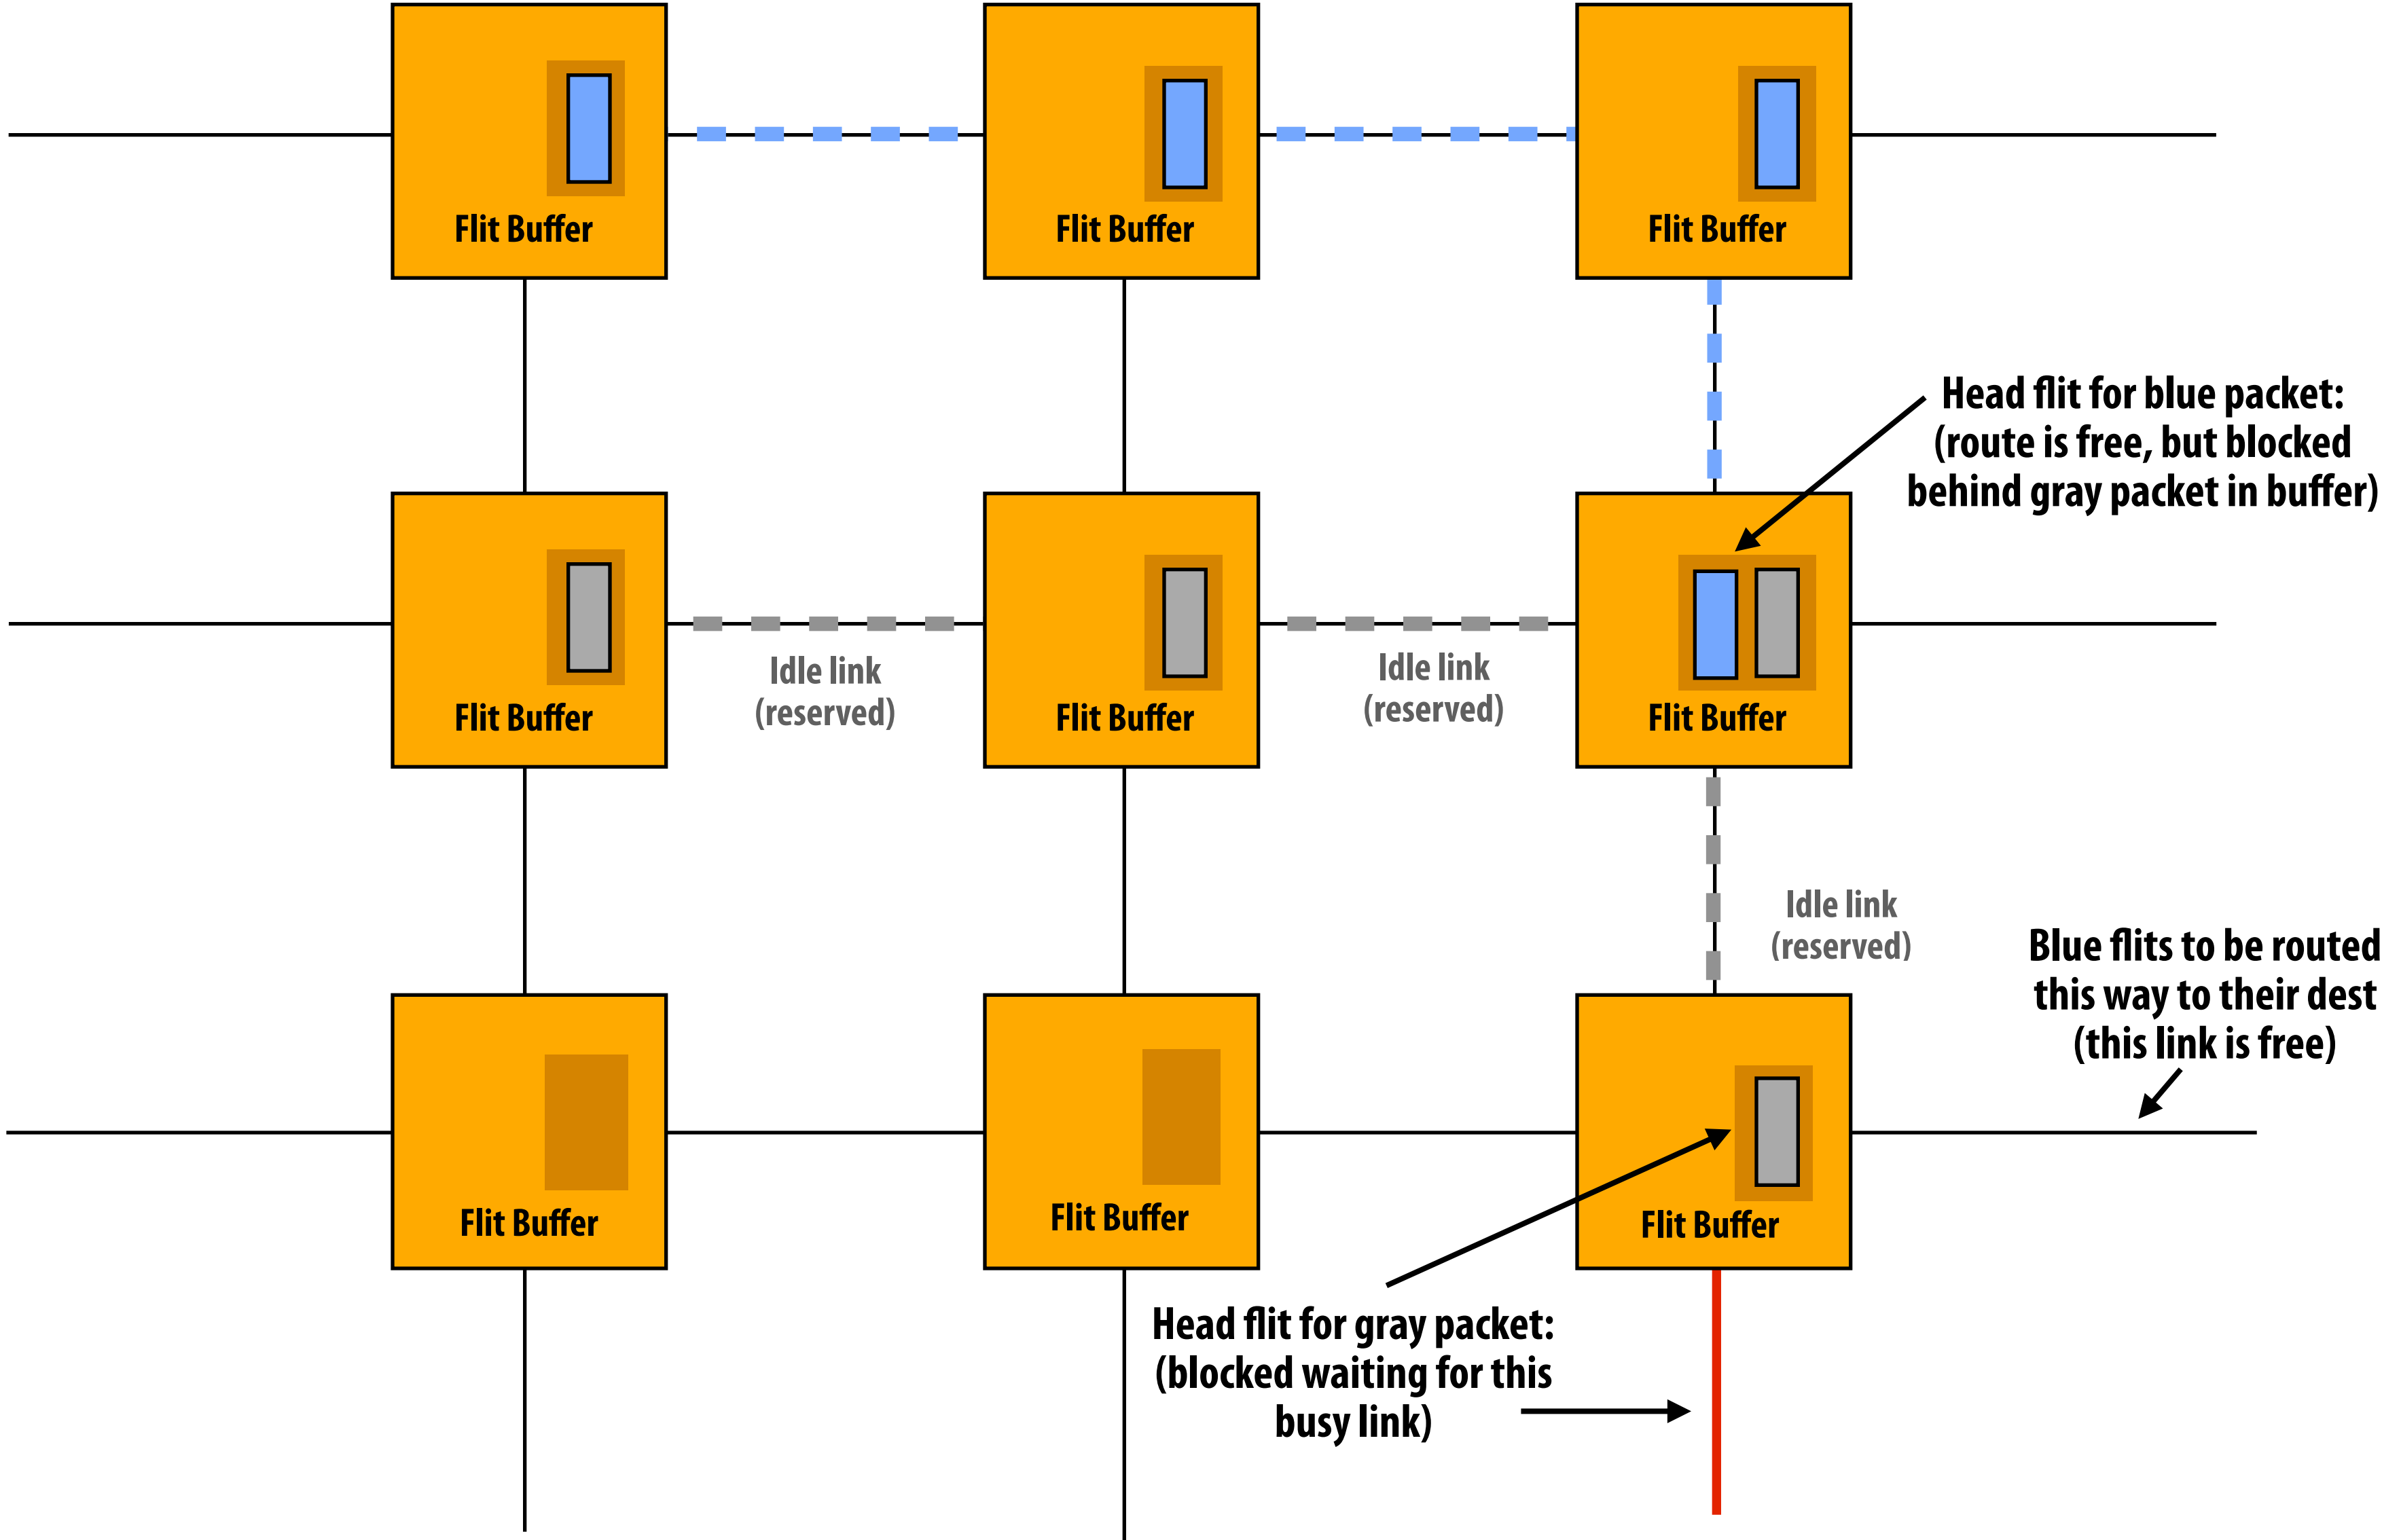 Flit Buffer
Flit Buffer
Flit Buffer
Head flit for blue packet:
(route is free, but blocked
behind gray packet in buffer)
Flit Buffer
Idle link
(reserved)
Flit Buffer
Idle link
(reserved)
Flit Buffer
Idle link
(reserved)
Blue flits to be routed
this way to their dest
(this link is free)
Flit Buffer
Flit Buffer
Flit Buffer
Head flit for gray packet:
(blocked waiting for this
busy link)